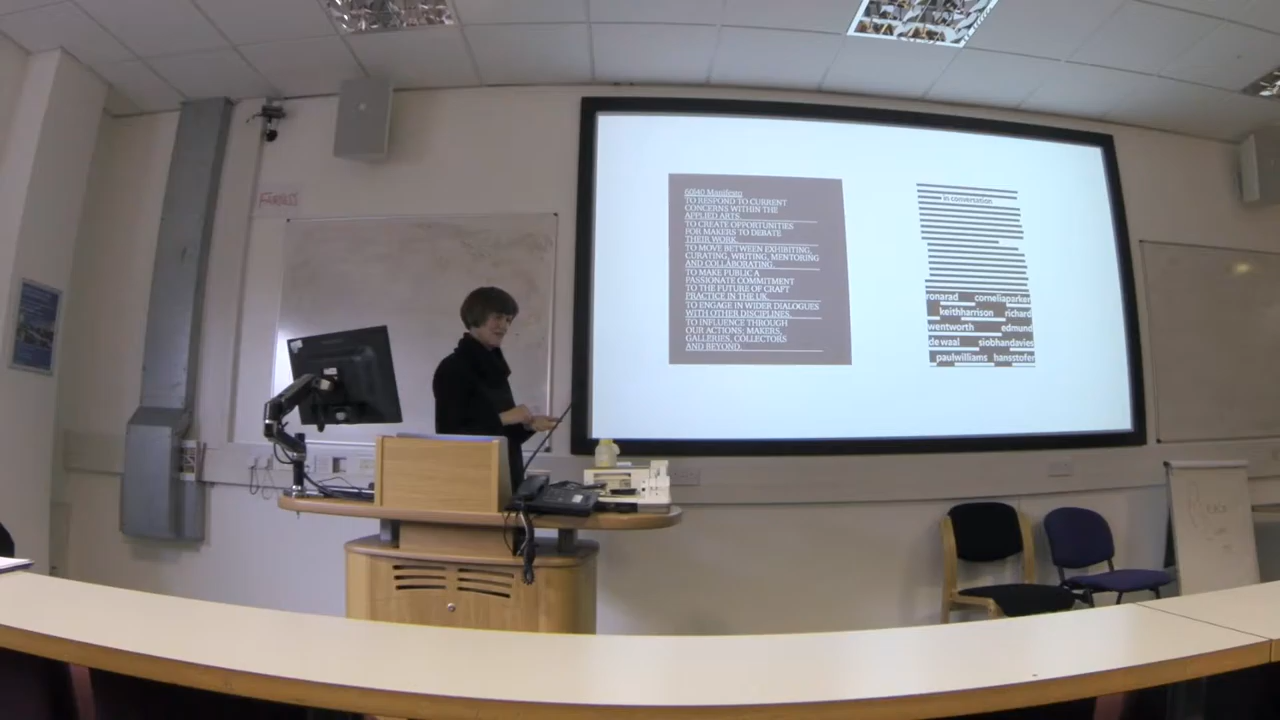 60|40 Manifesto
TO RESPOND TO CURRENT
CONCERNS WITHIN THE
APPLIED ARTS.
TO CREATE OPPORTUNITIES
FOR MAKERS TO DEBATE
THEIR WORK.
TO MOVE BETWEEN EXHIBITING,
CURATING, WRITING, MENTORING
AND COLLABORATING.
TO MAKE PUBLIC A
PASSIONATE COMMITMENT
TO THE FUTURE OF CRAFT
PRACTICE IN THE UK.
TO ENGAGE IN WIDER DIALOGUES
WITH OTHER DISCIPLINES.
TO INFLUENCE THROUGH
OUR ACTIONS; MAKERS,
GALLERIES, COLLECTORS
AND BEYOND.
in conversation
ronarad corneliaparker
keithharrison richard
wentworth edmund
de waal siobhandavies
paulwilliams hansstofer